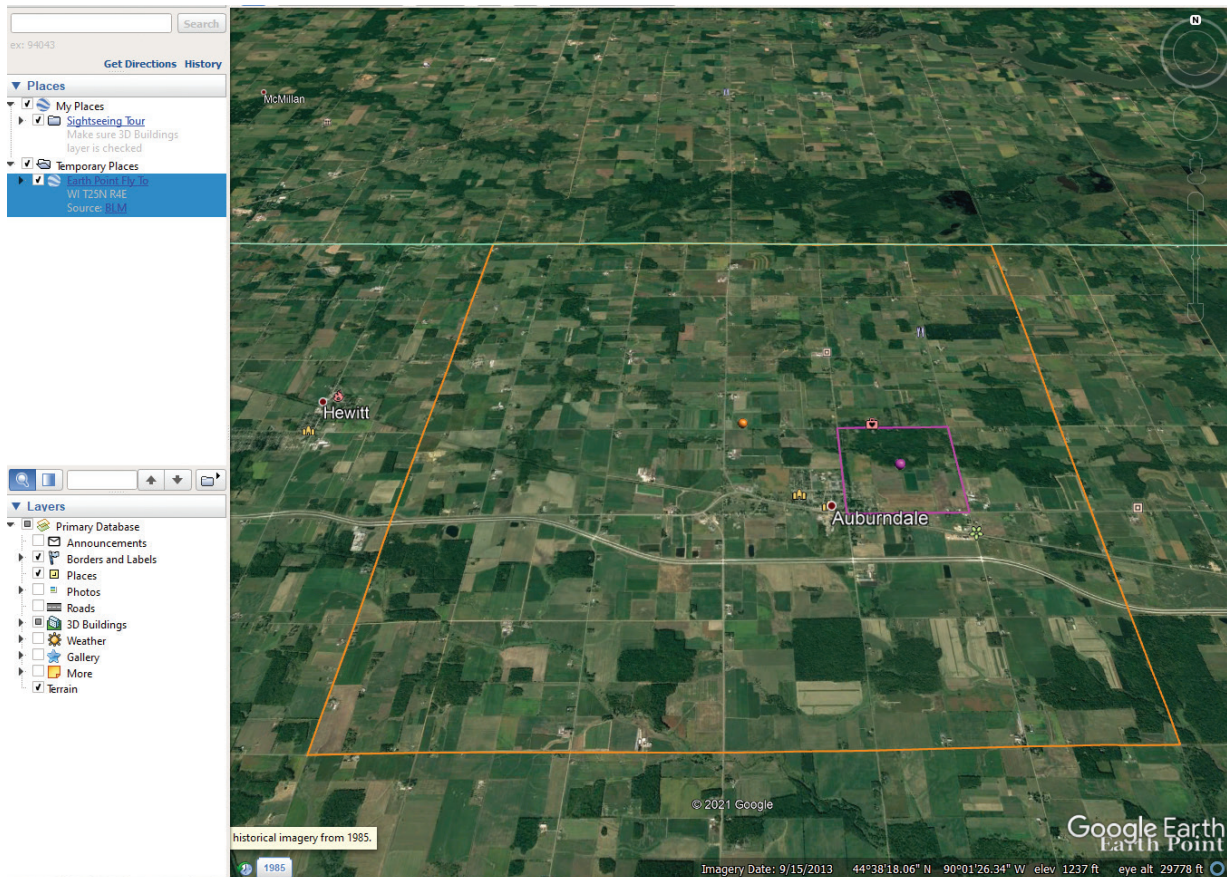 Search
ex: 94043
Get Directions History
Places
My Places
Sightseeing Tour
Make sure 3D Buildings
layer is checked
Temporary Places
Earth Point Fly To
WI T25N R4E
Source: BLM
Layers
Primary Database
Announcements
Borders and Labels
Places
Photos
Roads
3D Buildings
Weather
Gallery
More
Terrain
N
McMillan
Hewitt
Auburndale
© 2021 Google
Google Earth
Earth Point
historical imagery from 1985.
1985
Imagery Date: 9/15/2013 44°38'18.06" N 90°01'26.34" W elev 1237 ft eye alt 29778 ft